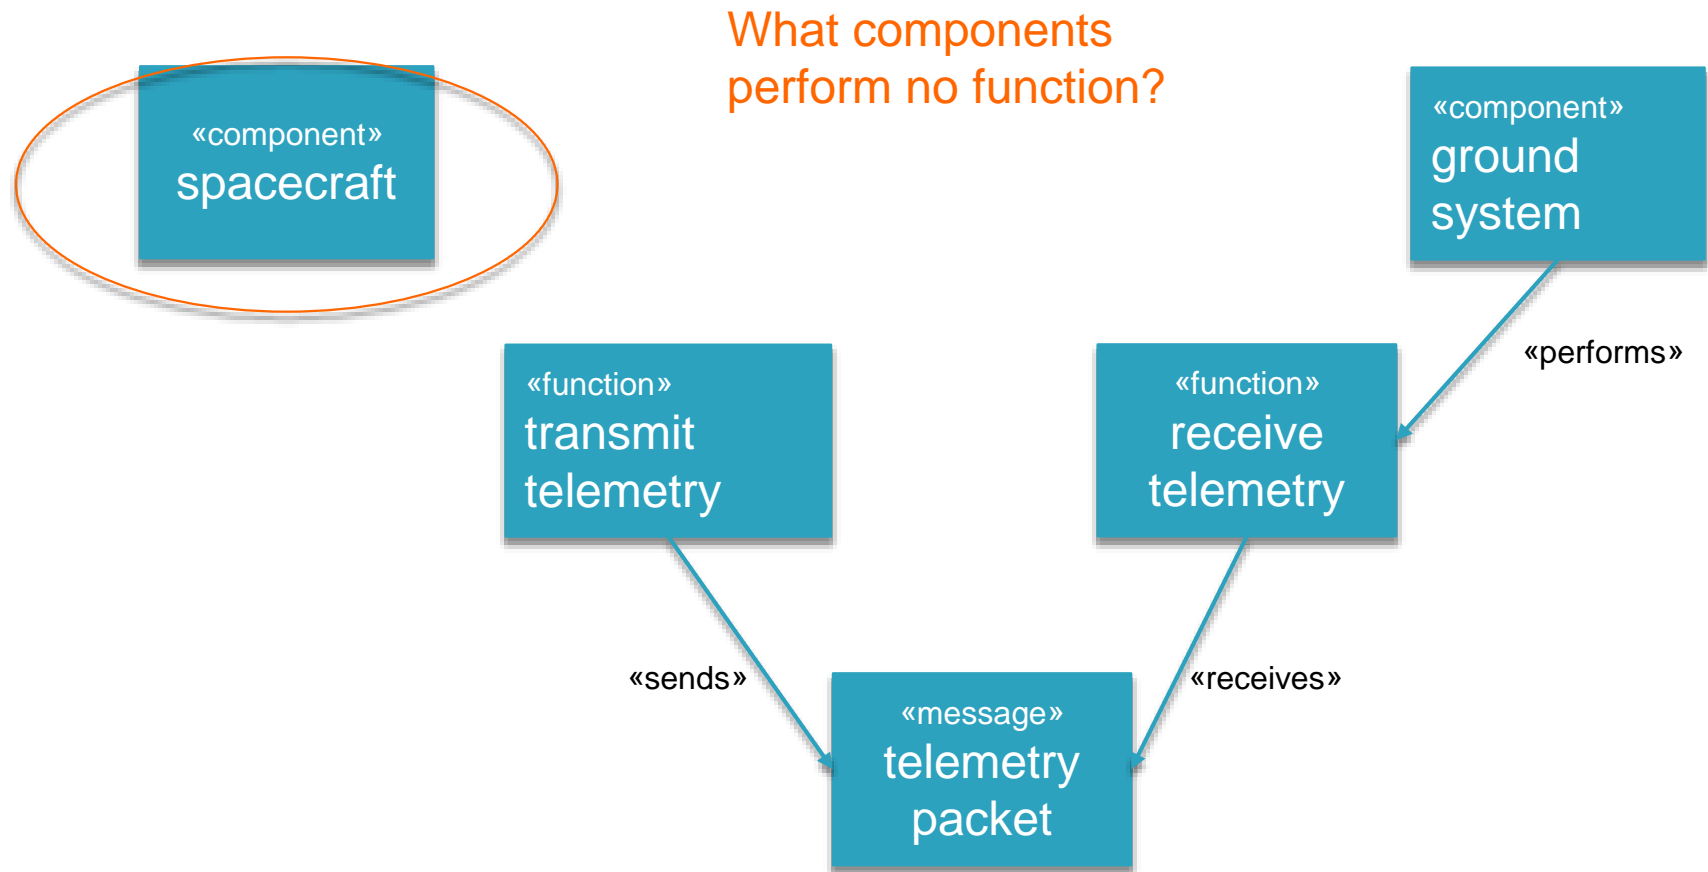 What components
perform no function?
«component»
spacecraft
«component»
ground
system
«performs»
«function»
transmit
telemetry
«function»
receive
telemetry
«sends»
«receives»
«message»
telemetry
packet